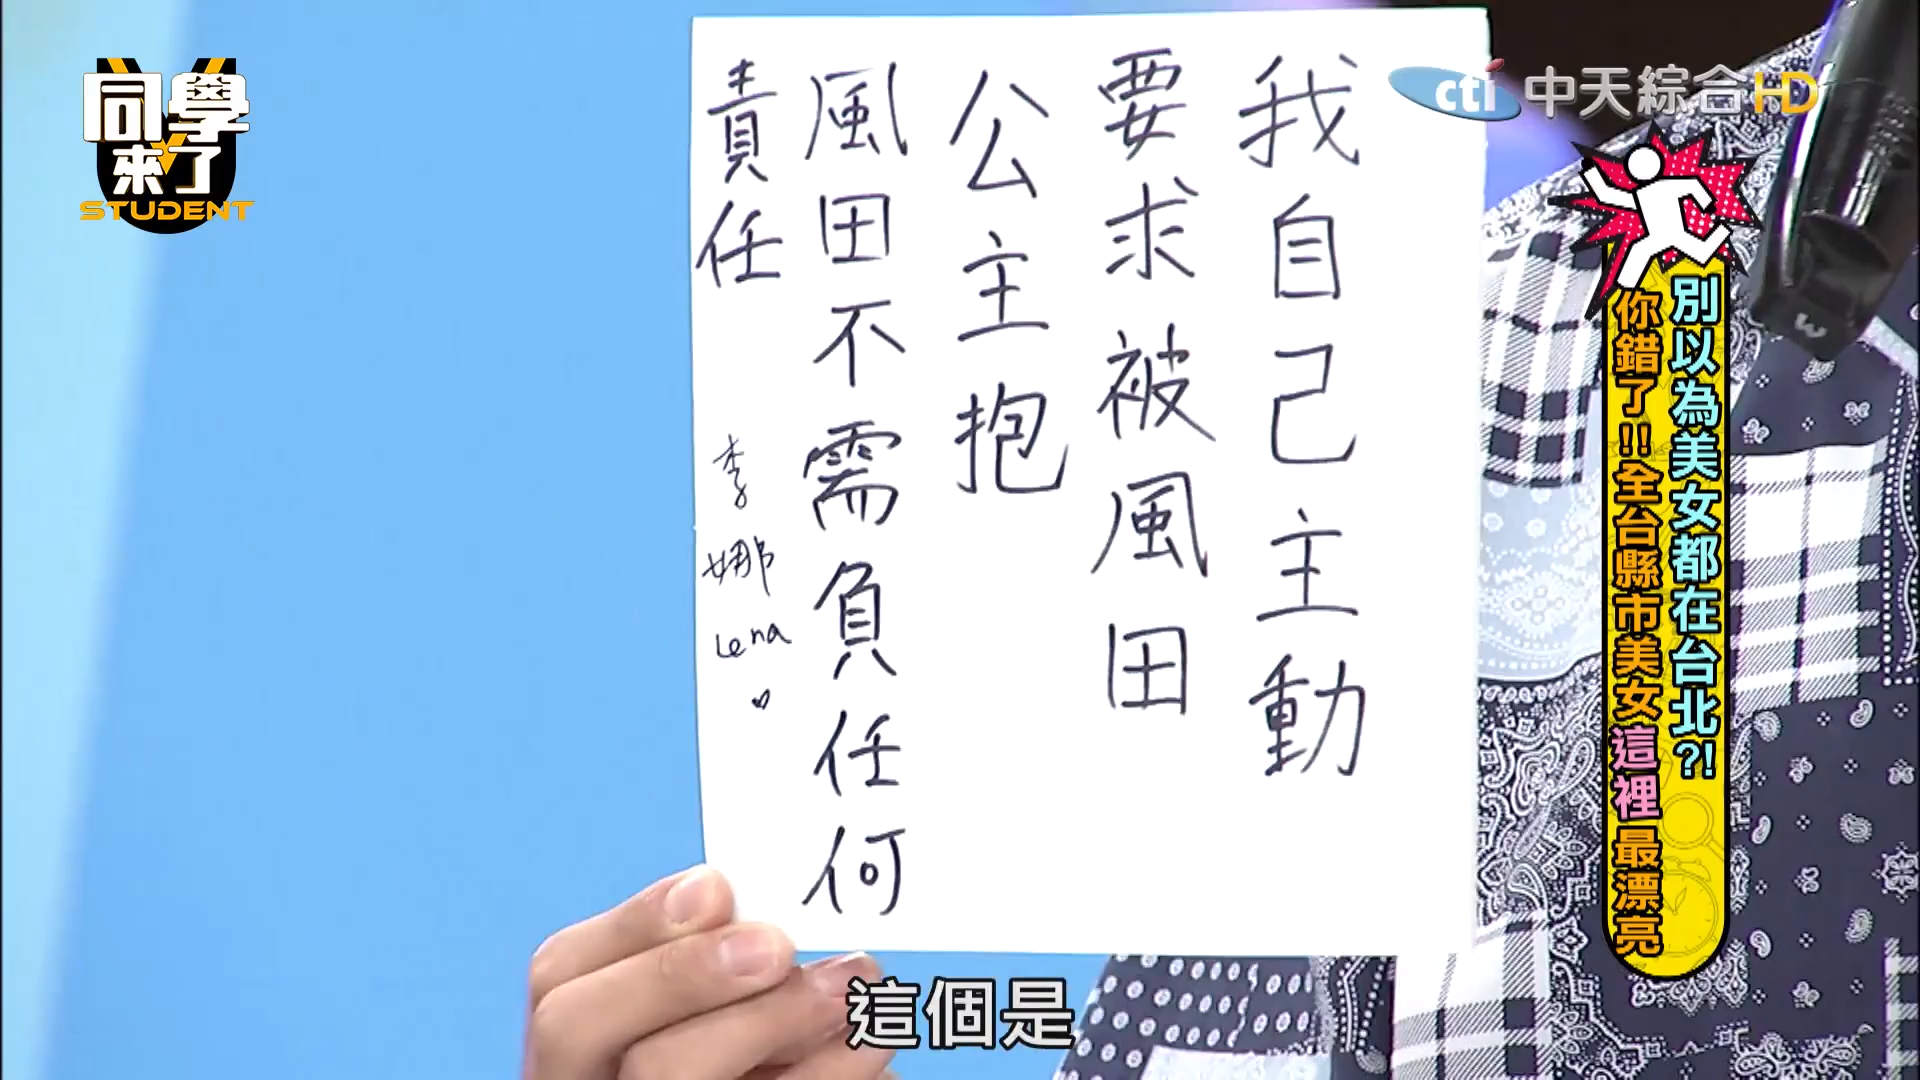 同學
來了
STUDENT
cti 中天綜合HD
我自己主動
要求被風田
公主抱
風田不需負任何
責任
李娜
Lena
別以為美女都在台北?!
你錯了!!全台縣市美女這裡最漂亮
這個是